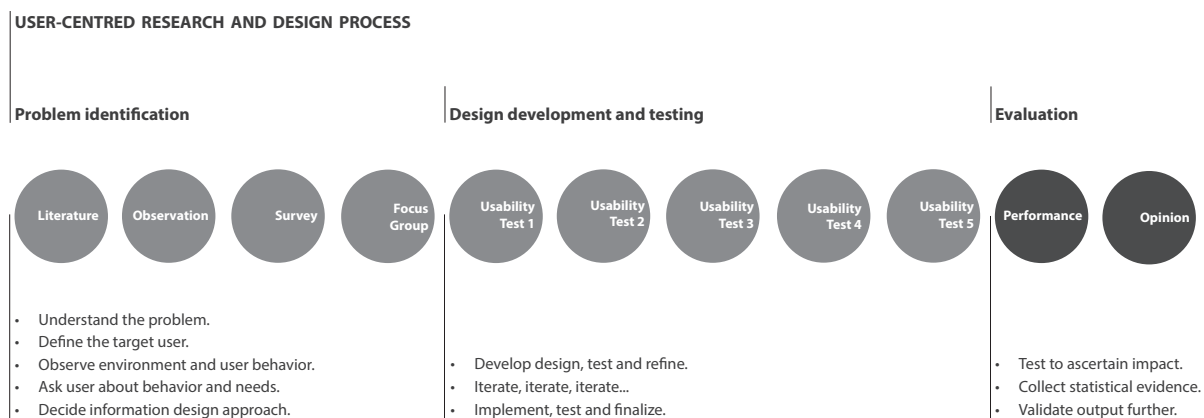 USER-CENTRED RESEARCH AND DESIGN PROCESS
Problem identification
Design development and testing
Evaluation
Literature
Observation
Survey
Focus
Group
Usability
Test 1
Usability
Test 2
Usability
Test 3
Usability
Test 4
Usability
Test 5
Performance
Opinion
• Understand the problem.
• Define the target user.
• Observe environment and user behavior.
• Ask user about behavior and needs.
• Decide information design approach.
• Develop design, test and refine.
• Iterate, iterate, iterate...
• Implement, test and finalize.
• Test to ascertain impact.
• Collect statistical evidence.
• Validate output further.